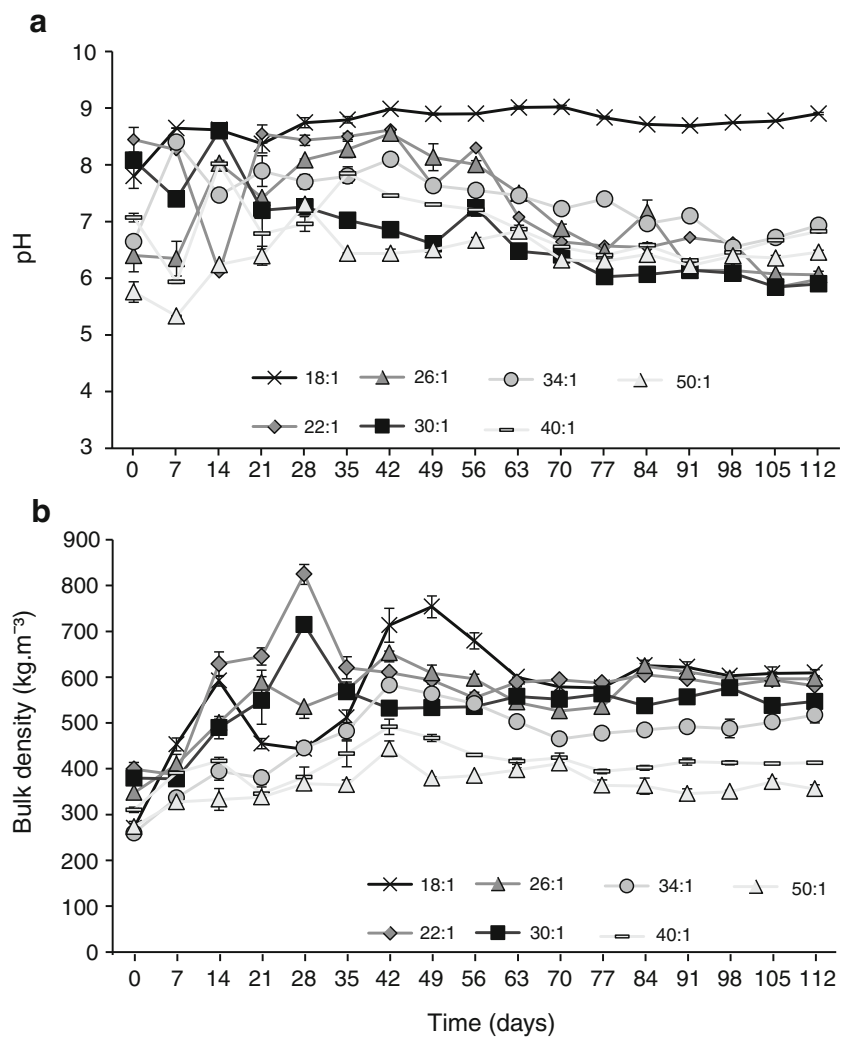 a
10
9
8
7
6
5
4
3
pH
18:1 26:1 34:1 50:1
22:1 30:1 40:1
0 7 14 21 28 35 42 49 56 63 70 77 84 91 98 105 112
b
900
800
700
600
500
400
300
200
100
0
Bulk density (kg.m⁻³)
18:1 26:1 34:1 50:1
22:1 30:1 40:1
0 7 14 21 28 35 42 49 56 63 70 77 84 91 98 105 112
Time (days)